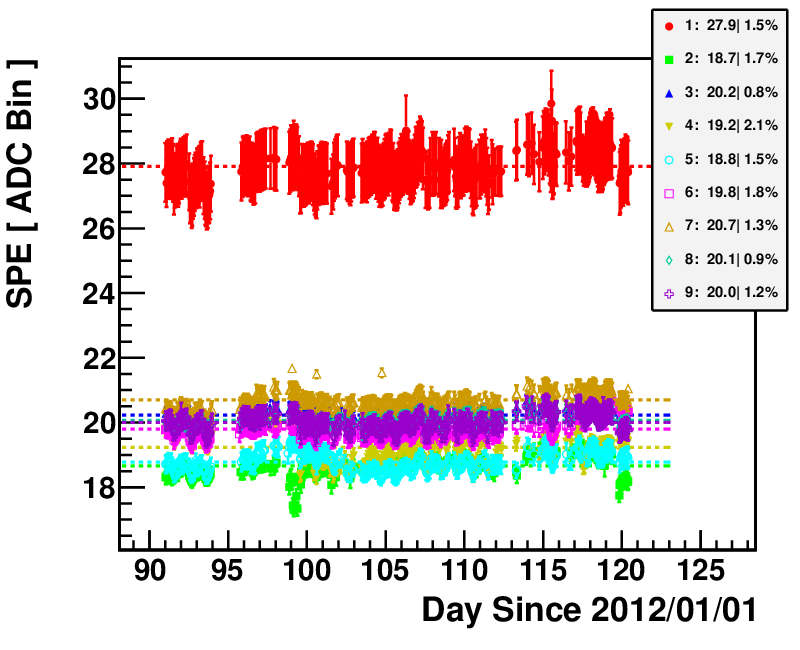 1: 27.9| 1.5%
2: 18.7| 1.7%
3: 20.2| 0.8%
4: 19.2| 2.1%
5: 18.8| 1.5%
6: 19.8| 1.8%
7: 20.7| 1.3%
8: 20.1| 0.9%
9: 20.0| 1.2%
SPE [ ADC Bin ]
30
28
26
24
22
20
18
90 95 100 105 110 115 120 125
Day Since 2012/01/01